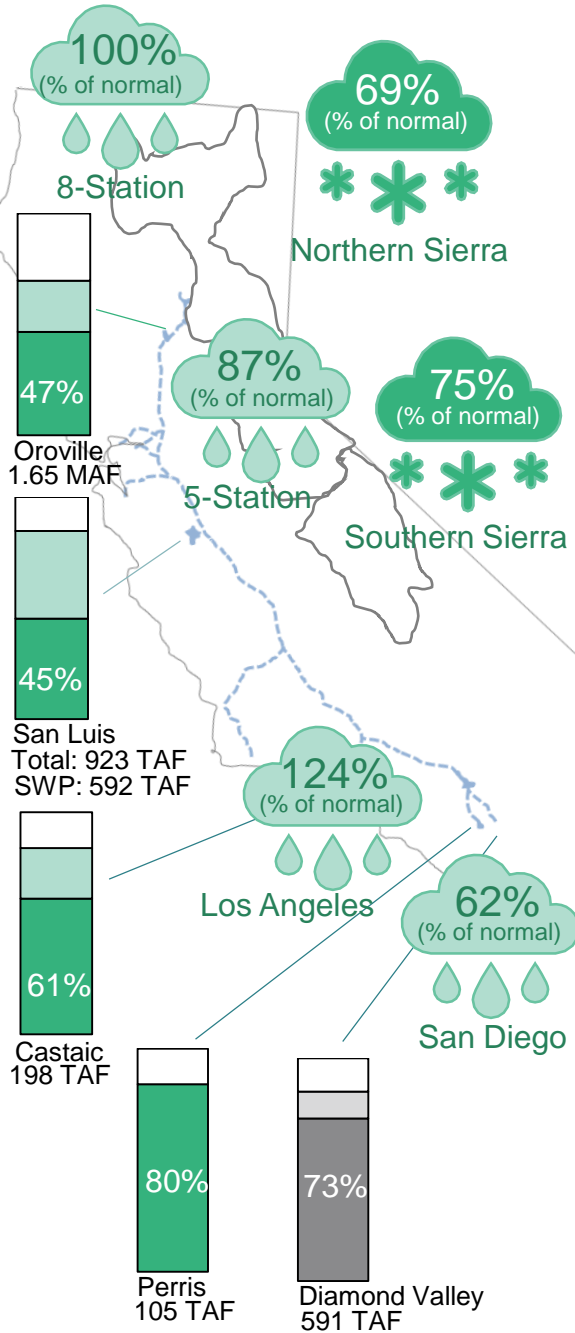 100%
(% of normal)
8-Station
69%
(% of normal)
Northern Sierra
47%
Oroville
1.65 MAF
87%
(% of normal)
5-Station
75%
(% of normal)
Southern Sierra
45%
San Luis
Total: 923 TAF
SWP: 592 TAF
124%
(% of normal)
Los Angeles
62%
(% of normal)
San Diego
61%
Castaic
198 TAF
80%
Perris
105 TAF
73%
Diamond Valley
591 TAF